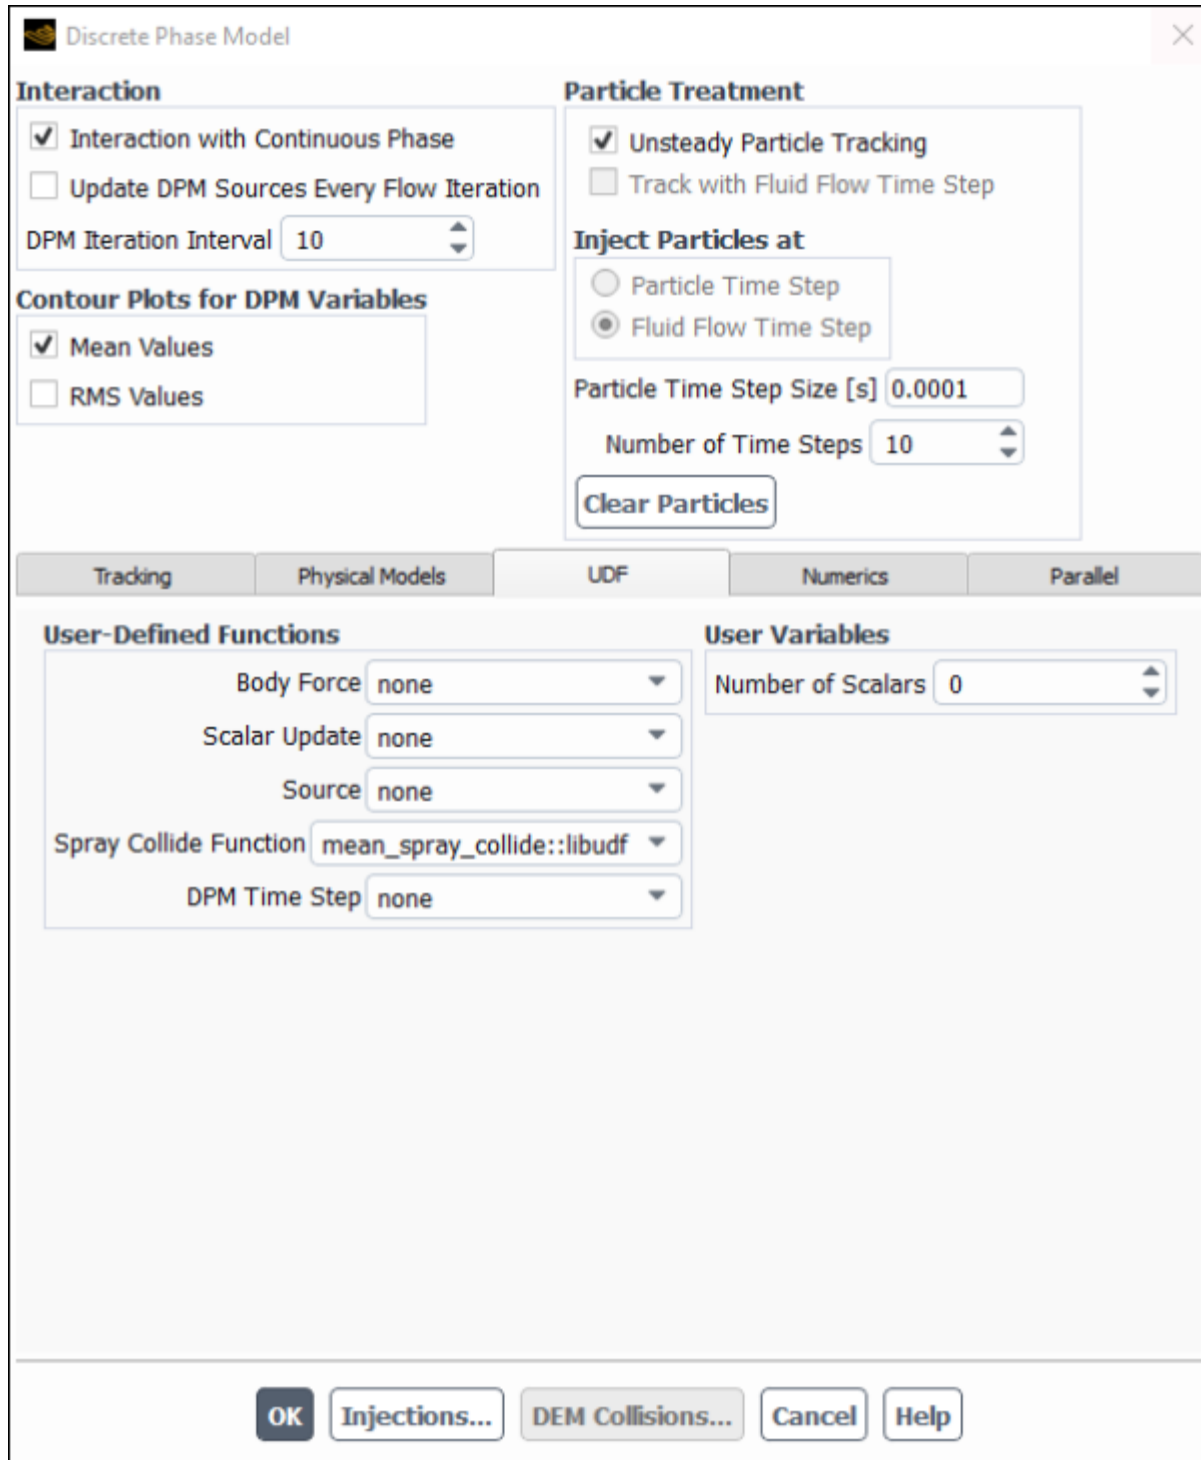 Discrete Phase Model
Interaction
Interaction with Continuous Phase
Update DPM Sources Every Flow Iteration
DPM Iteration Interval 10
Contour Plots for DPM Variables
Mean Values
RMS Values
Particle Treatment
Unsteady Particle Tracking
Track with Fluid Flow Time Step
Inject Particles at
Particle Time Step
Fluid Flow Time Step
Particle Time Step Size [s] 0.0001
Number of Time Steps 10
Clear Particles
Tracking Physical Models UDF Numerics Parallel
User-Defined Functions
Body Force none
Scalar Update none
Source none
Spray Collide Function mean_spray_collide::libudf
DPM Time Step none
User Variables
Number of Scalars 0
OK Injections... DEM Collisions... Cancel Help